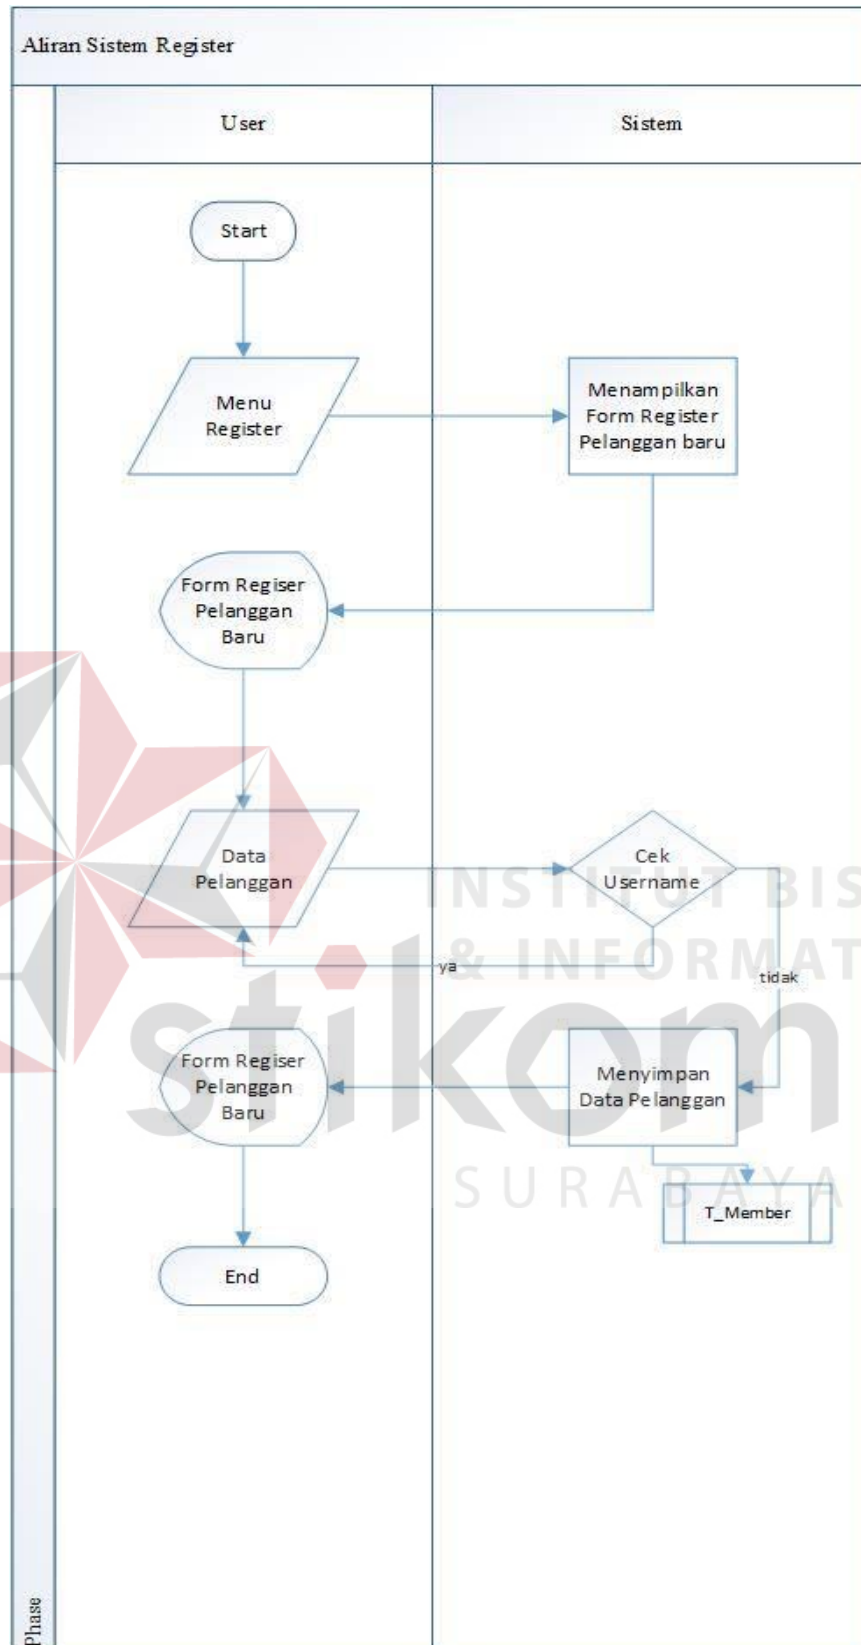 Aliran Sistem Register
User
Sistem
Start
Menu
Register
Menampilkan
Form Register
Pelanggan baru
Form Regiser
Pelanggan
Baru
Data
Pelanggan
Cek
Username
ya
tidak
Form Regiser
Pelanggan
Baru
Menyimpan
Data Pelanggan
T_Member
End
Phase
INSTITUT BIS
& INFORMAT
stikom
SURABAYA